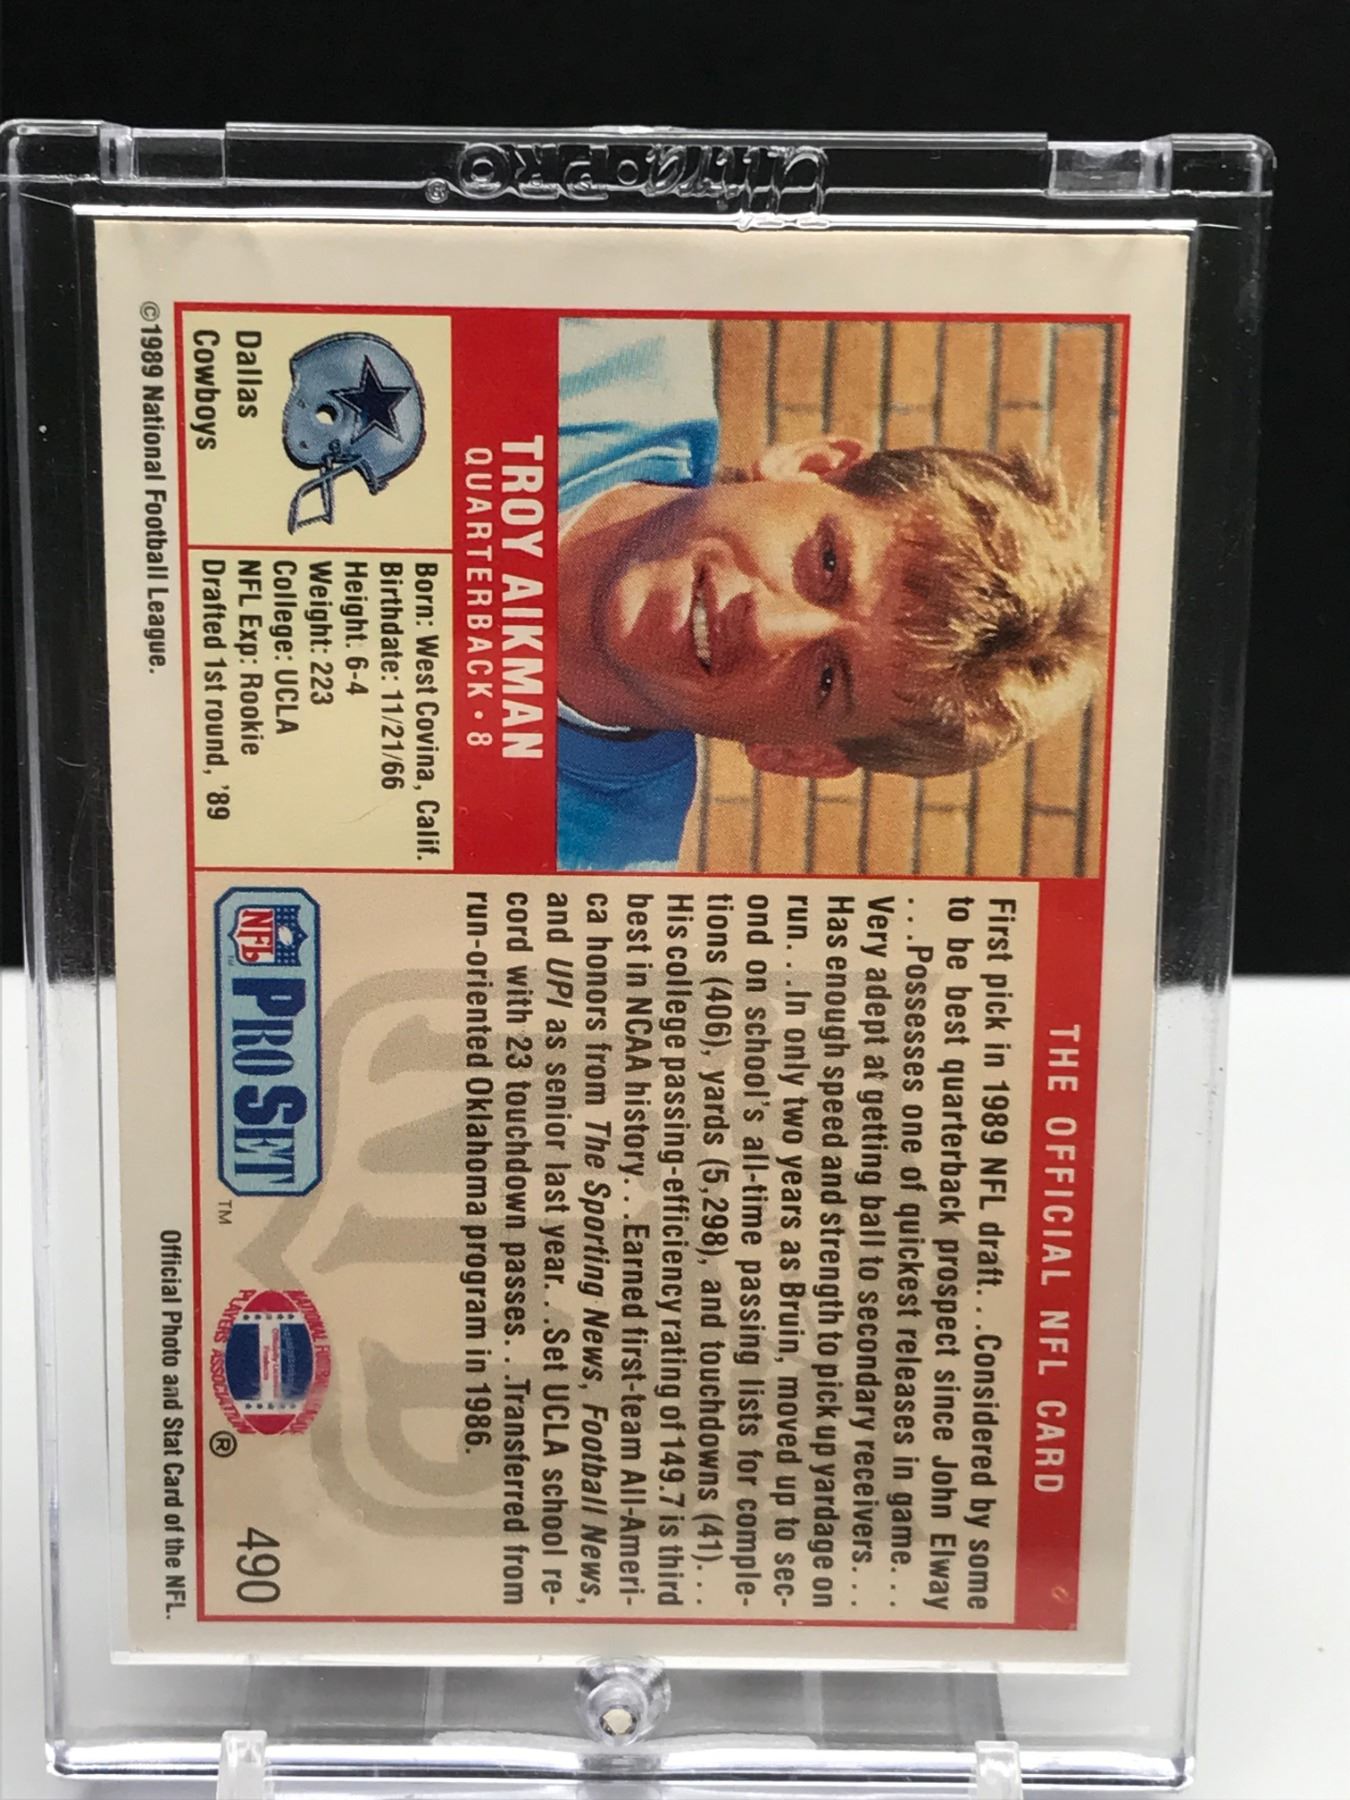 UltraPRO®
THE OFFICIAL NFL CARD
TROY AIKMAN
QUARTERBACK • 8
Dallas
Cowboys
Born: West Covina, Calif.
Birthdate: 11/21/66
Height: 6-4
Weight: 223
College: UCLA
NFL Exp: Rookie
Drafted 1st round, '89
First pick in 1989 NFL draft. . .Considered by some
to be best quarterback prospect since John Elway
. . .Possesses one of quickest releases in game. . .
Very adept at getting ball to secondary receivers. . .
Has enough speed and strength to pick up yardage on
run. . .In only two years as Bruin, moved up to sec-
ond on school's all-time passing lists for comple-
tions (406), yards (5,298), and touchdowns (41). . .
His college passing-efficiency rating of 149.7 is third
best in NCAA history. . .Earned first-team All-Ameri-
ca honors from The Sporting News, Football News,
and UPI as senior last year. . .Set UCLA school re-
cord with 23 touchdown passes. . .Transferred from
run-oriented Oklahoma program in 1986.
NFL PRO SET TM
NATIONAL FOOTBALL LEAGUE
PLAYERS ASSOCIATION ®
490
©1989 National Football League.
Official Photo and Stat Card of the NFL.